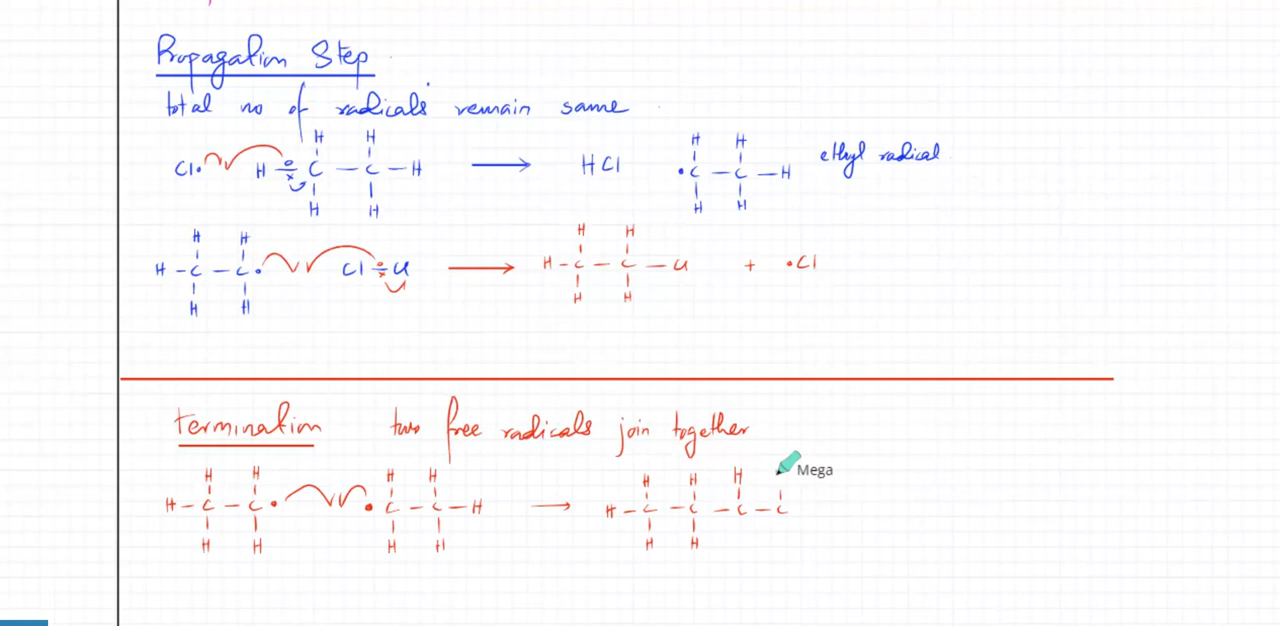 Propagation Step
total no of radicals remain same
H H H H
Cl• H C — C — H → HCl •C — C — H ethyl radical
H H H H
H H H H
H — C — C• Cl Cl → H — C — C — Cl + •Cl
H H H H
termination two free radicals join together
H H H H H H H
H — C — C• •C — C — H → H — C — C — C — C
H H H H H H
Mega